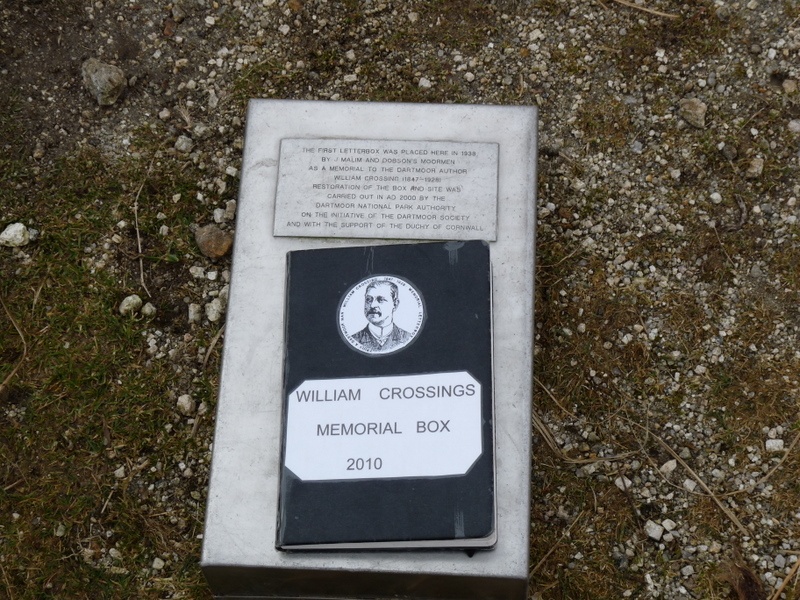 THE FIRST LETTERBOX WAS PLACED HERE IN 1938
BY J MALIM AND DOBSON'S MOORMEN
AS A MEMORIAL TO THE DARTMOOR AUTHOR
WILLIAM CROSSING (1847-1928)
RESTORATION OF THE BOX AND SITE WAS
CARRIED OUT IN AD 2000 BY THE
DARTMOOR NATIONAL PARK AUTHORITY
ON THE INITIATIVE OF THE DARTMOOR SOCIETY
AND WITH THE SUPPORT OF THE DUCHY OF CORNWALL
WILLIAM CROSSINGS
MEMORIAL BOX
2010